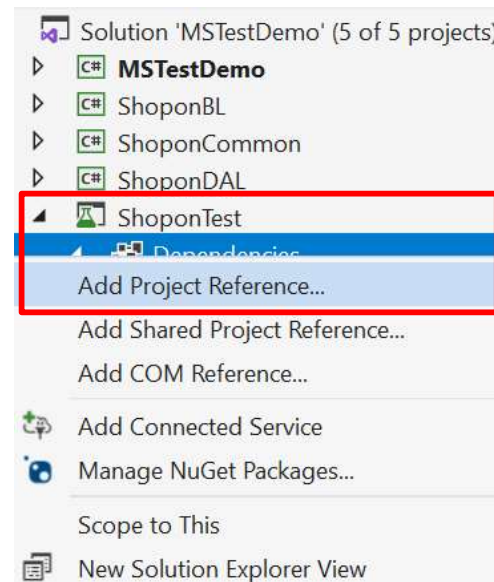 Solution 'MSTestDemo' (5 of 5 projects)
C# MSTestDemo
C# ShoponBL
C# ShoponCommon
C# ShoponDAL
ShoponTest
Dependencies
Add Project Reference...
Add Shared Project Reference...
Add COM Reference...
Add Connected Service
Manage NuGet Packages...
Scope to This
New Solution Explorer View